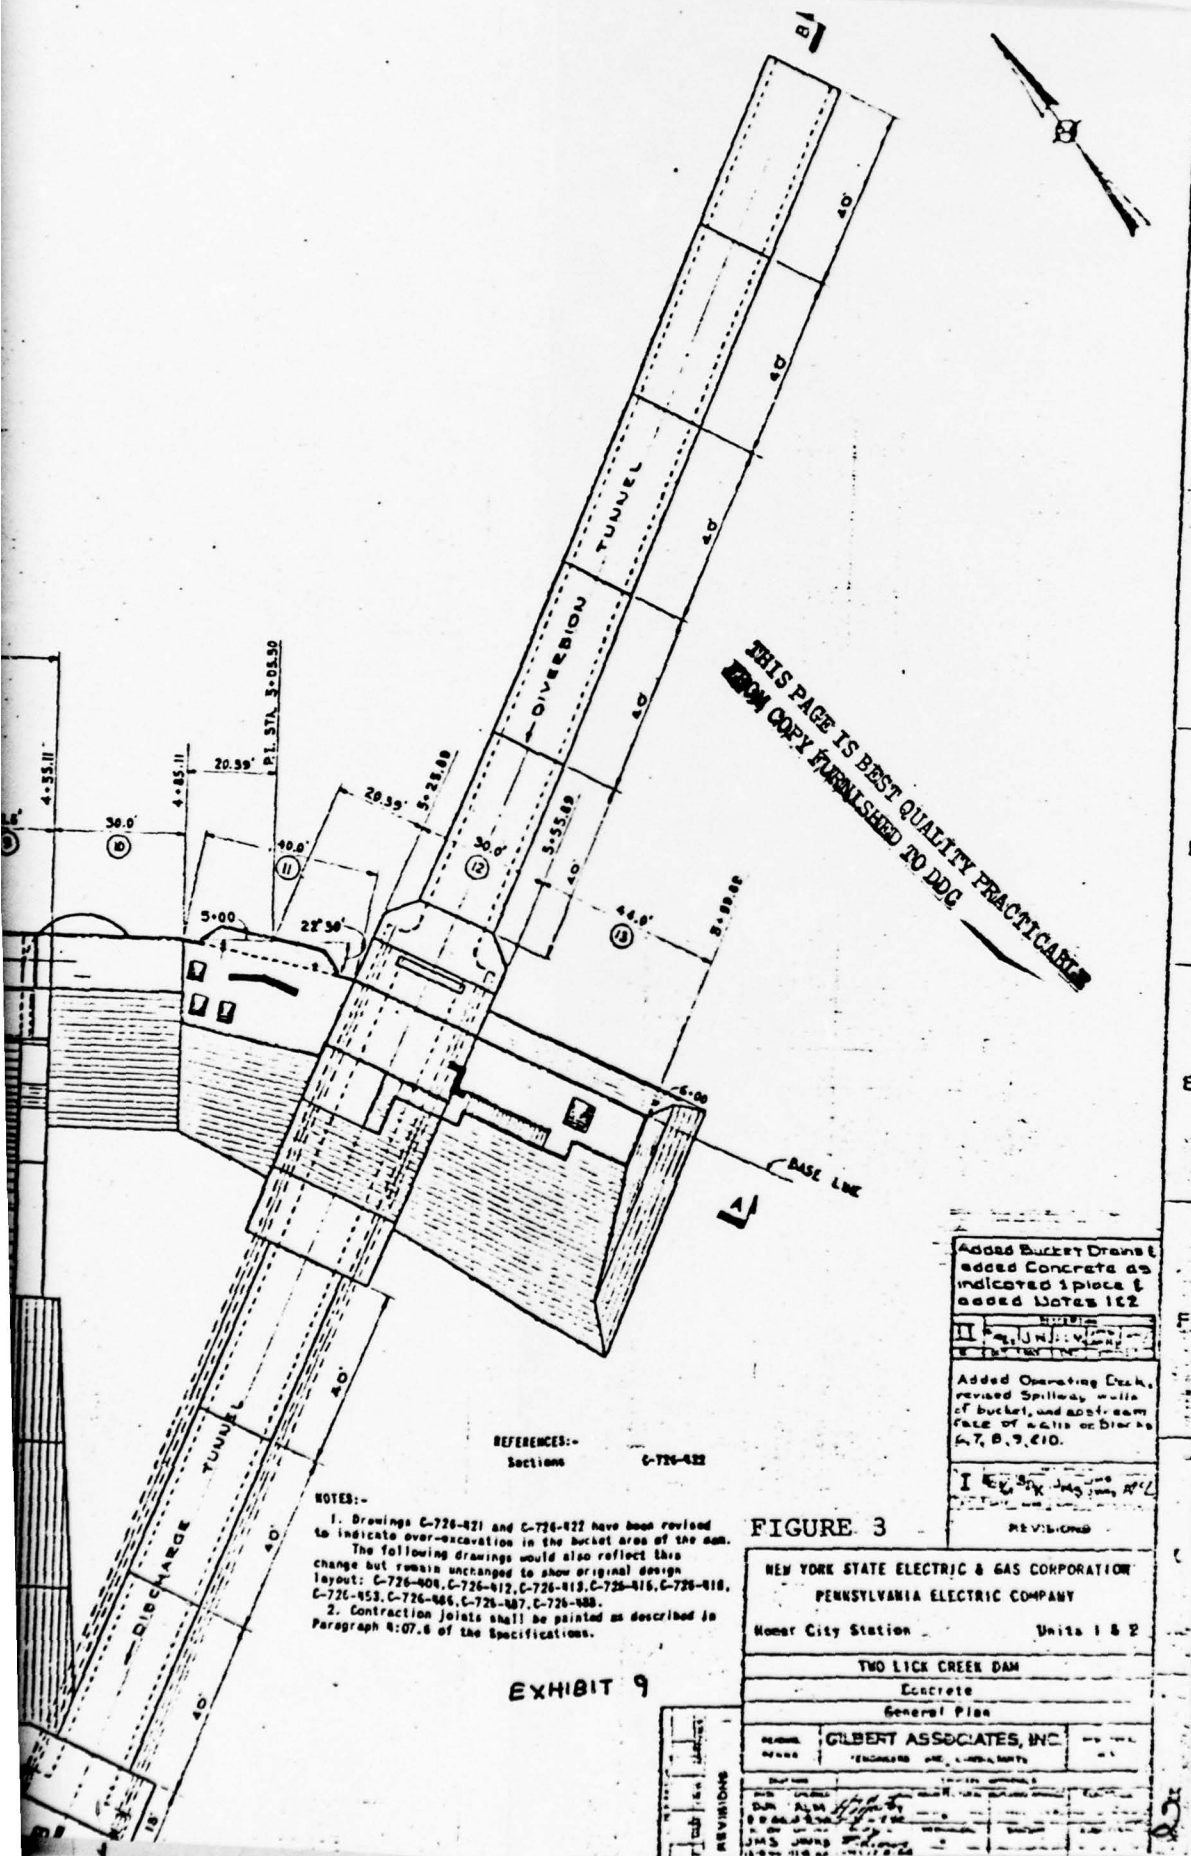 B
40'
40'
40'
40'
40'
TUNNEL
DIVERSION
THIS PAGE IS BEST QUALITY PRACTICABLE
FROM COPY FURNISHED TO DDC
P.I. STA. 5+05.50
4+55.11
4+85.11
20.39'
20.39'
5+25.89
5+55.89
30.0'
10
40.0'
11
30.0'
12
44.0'
13
5+99.89
5+00
22°30'
6+00
BASE LINE
A
40'
TUNNEL
DISCHARGE
40'
40'
18'
Added Bucket Drains &
added Concrete as
indicated 1 place &
added Notes 1&2
II
Added Operating Deck,
revised Spillway walls
of bucket, and upstream
face of walls of blocks
6, 7, 8, 9, &10.
I
REVISIONS
REFERENCES:-
Sections C-726-422
NOTES:-
1. Drawings C-726-421 and C-726-422 have been revised
to indicate over-excavation in the bucket area of the dam.
The following drawings would also reflect this
change but remain unchanged to show original design
layout: C-726-409, C-726-412, C-726-413, C-726-415, C-726-418,
C-726-453, C-726-486, C-726-487, C-726-488.
2. Contraction joints shall be painted as described in
Paragraph 4:07.6 of the Specifications.
EXHIBIT 9
FIGURE 3
NEW YORK STATE ELECTRIC & GAS CORPORATION
PENNSYLVANIA ELECTRIC COMPANY
Homer City Station Units 1 & 2
TWO LICK CREEK DAM
Concrete
General Plan
GILBERT ASSOCIATES, INC.
REVISIONS